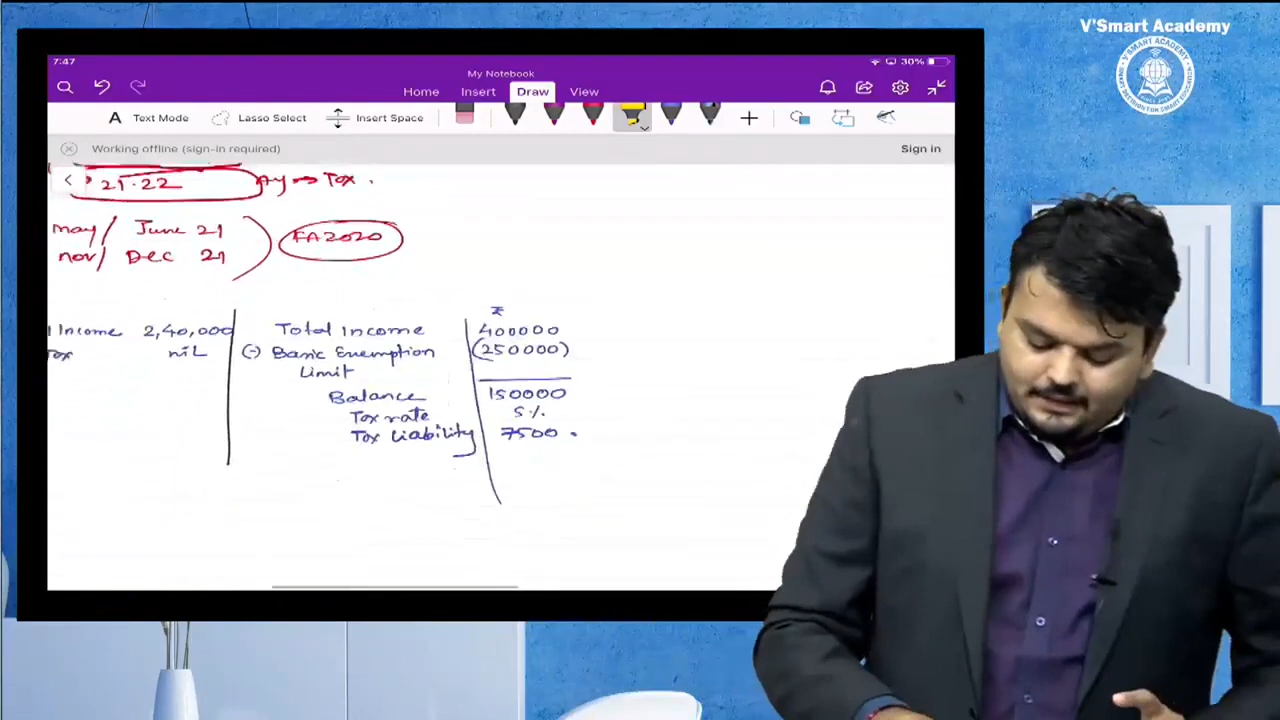 V'Smart Academy
7:47
30%
My Notebook
Home Insert Draw View
A Text Mode Lasso Select Insert Space
Working offline (sign-in required) Sign in
21-22 Ay → Tax.
may/ June 21
nov/ Dec 21
FA2020
₹
Income 2,40,000
Tax niL
Total income 400000
(-) Basic Exemption (250000)
Limit
Balance 150000
Tax rate 5%
Tax Liability 7500